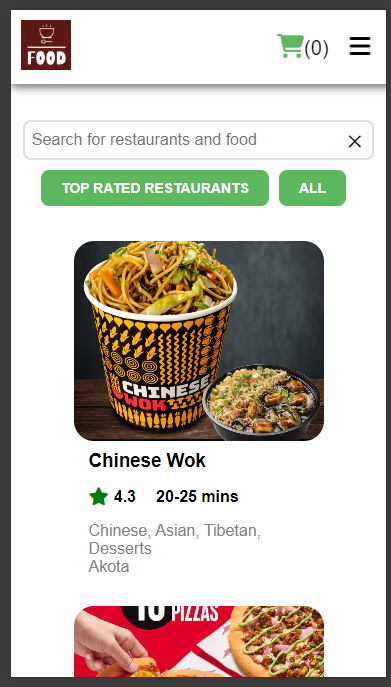 FOOD
(0)
Search for restaurants and food
TOP RATED RESTAURANTS
ALL
CHINESE
WOK
Chinese Wok
4.3
20-25 mins
Chinese, Asian, Tibetan,
Desserts
Akota
PIZZAS